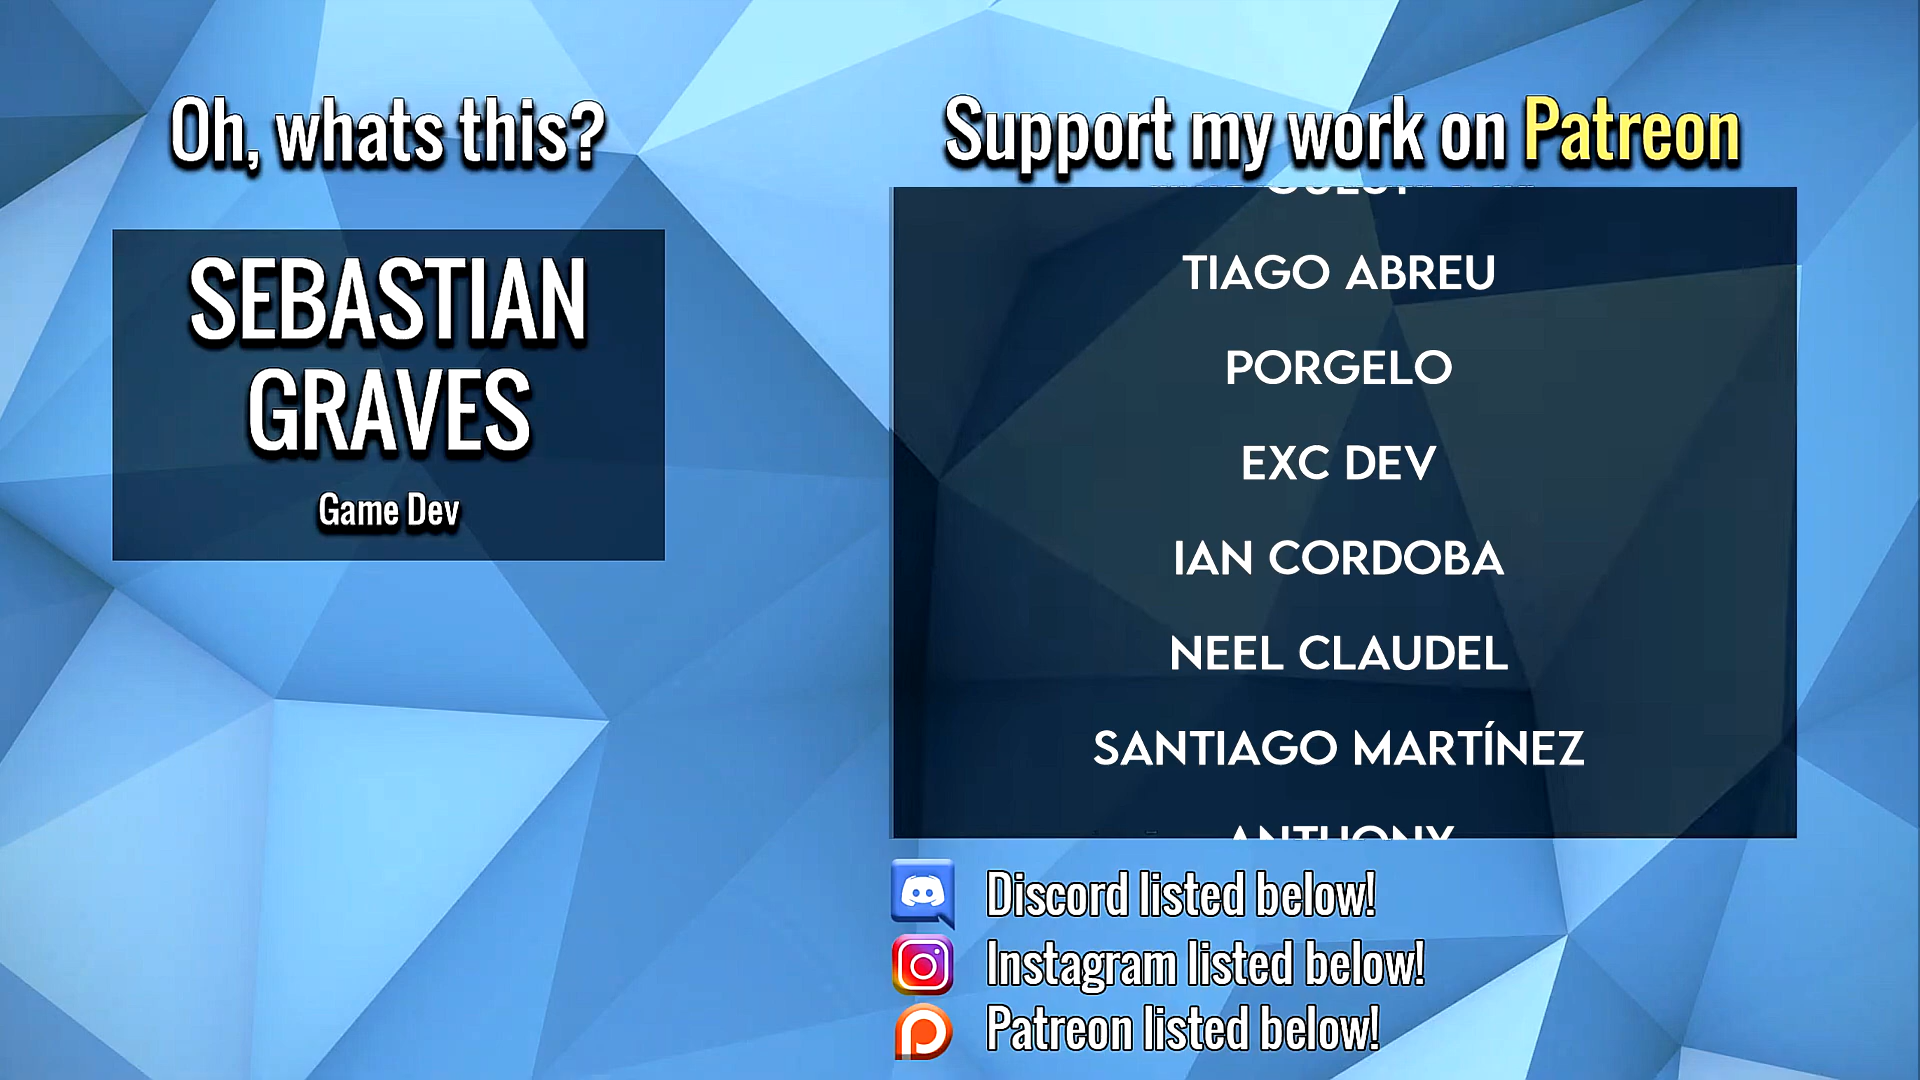 Oh, whats this?
SEBASTIAN
GRAVES
Game Dev
Support my work on Patreon
TIAGO ABREU
PORGELO
EXC DEV
IAN CORDOBA
NEEL CLAUDEL
SANTIAGO MARTÍNEZ
ANTHONY
Discord listed below!
Instagram listed below!
Patreon listed below!